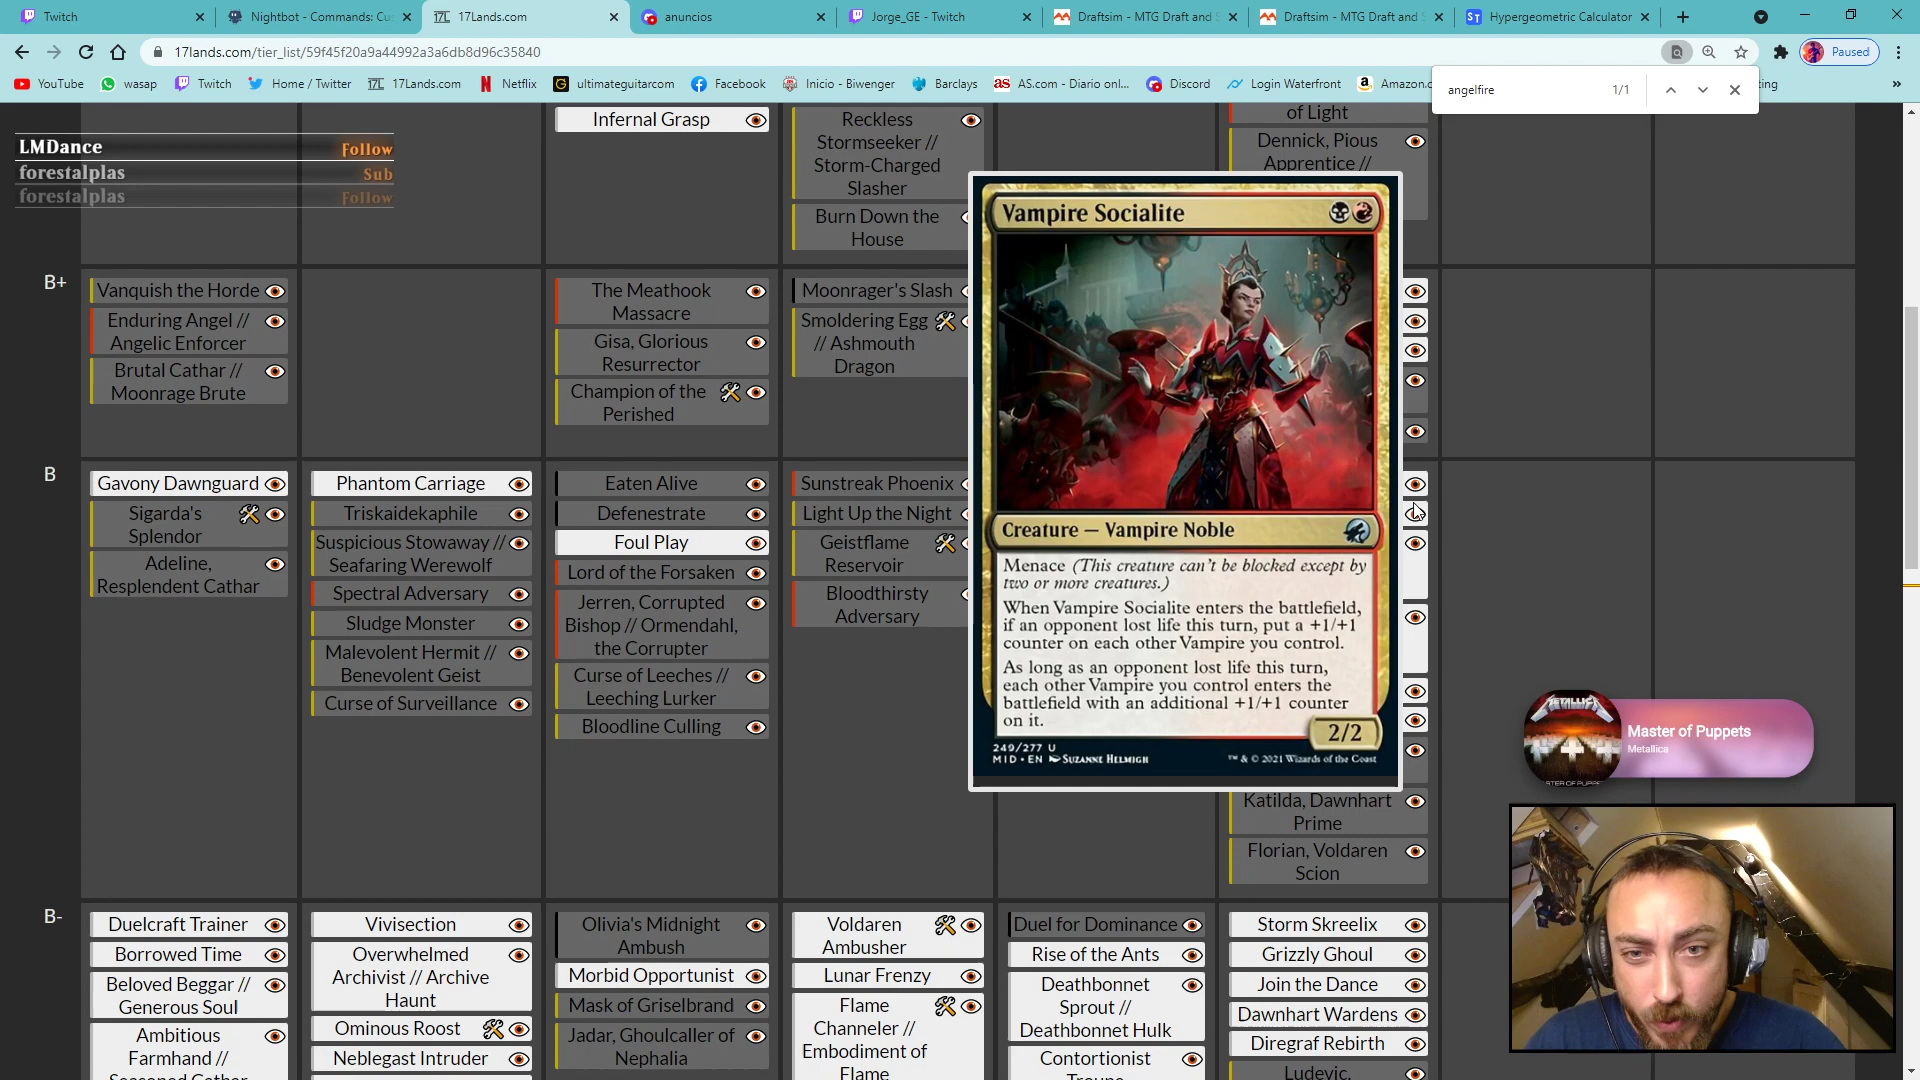 Twitch
Nightbot - Commands: Cu
17Lands.com
anuncios
Jorge_GE - Twitch
Draftsim - MTG Draft and
Draftsim - MTG Draft and
ST Hypergeometric Calculator
17lands.com/tier_list/59f45f20a9a44992a3a6db8d96c35840
Paused
YouTube
wasap
Twitch
Home / Twitter
17Lands.com
Netflix
ultimateguitarcom
Facebook
Inicio - Biwenger
Barclays
AS.com - Diario onl...
Discord
Login Waterfront
Amazon.c
angelfire
1/1
LMDance Follow
forestalplas Sub
forestalplas Follow
Infernal Grasp
Reckless
Stormseeker //
Storm-Charged
Slasher
Burn Down the
House
of Light
Dennick, Pious
Apprentice //
B+
Vanquish the Horde
Enduring Angel //
Angelic Enforcer
Brutal Cathar //
Moonrage Brute
The Meathook
Massacre
Gisa, Glorious
Resurrector
Champion of the
Perished
Moonrager's Slash
Smoldering Egg
// Ashmouth
Dragon
Vampire Socialite
Creature — Vampire Noble
Menace (This creature can't be blocked except by
two or more creatures.)
When Vampire Socialite enters the battlefield,
if an opponent lost life this turn, put a +1/+1
counter on each other Vampire you control.
As long as an opponent lost life this turn,
each other Vampire you control enters the
battlefield with an additional +1/+1 counter
on it.
2/2
249/277 U
MID • EN Suzanne Helmigh
™ & © 2021 Wizards of the Coast
B
Gavony Dawnguard
Sigarda's
Splendor
Adeline,
Resplendent Cathar
Phantom Carriage
Triskaidekaphile
Suspicious Stowaway //
Seafaring Werewolf
Spectral Adversary
Sludge Monster
Malevolent Hermit //
Benevolent Geist
Curse of Surveillance
Eaten Alive
Defenestrate
Foul Play
Lord of the Forsaken
Jerren, Corrupted
Bishop // Ormendahl,
the Corrupter
Curse of Leeches //
Leeching Lurker
Bloodline Culling
Sunstreak Phoenix
Light Up the Night
Geistflame
Reservoir
Bloodthirsty
Adversary
Katilda, Dawnhart
Prime
Florian, Voldaren
Scion
Master of Puppets
Metallica
B-
Duelcraft Trainer
Borrowed Time
Beloved Beggar //
Generous Soul
Ambitious
Farmhand //
Vivisection
Overwhelmed
Archivist // Archive
Haunt
Ominous Roost
Neblegast Intruder
Olivia's Midnight
Ambush
Morbid Opportunist
Mask of Griselbrand
Jadar, Ghoulcaller of
Nephalia
Voldaren
Ambusher
Lunar Frenzy
Flame
Channeler //
Embodiment of
Flame
Duel for Dominance
Rise of the Ants
Deathbonnet
Sprout //
Deathbonnet Hulk
Contortionist
Storm Skreelix
Grizzly Ghoul
Join the Dance
Dawnhart Wardens
Diregraf Rebirth
Ludevic,